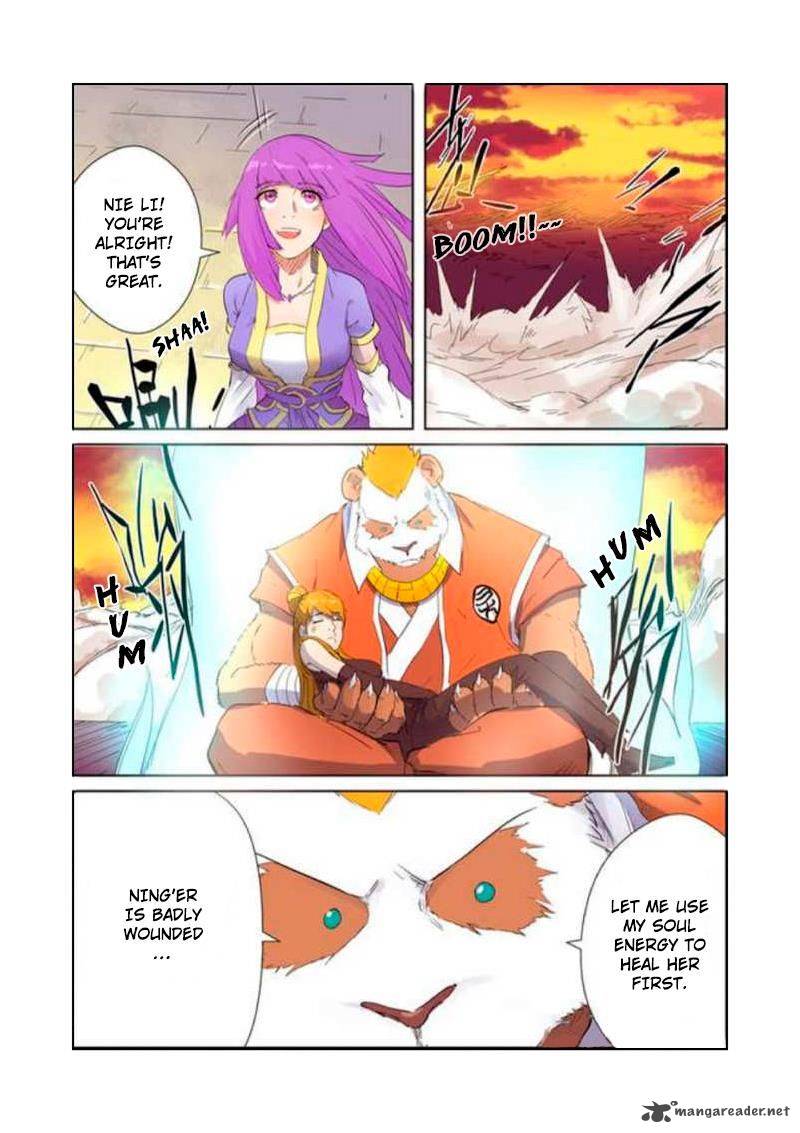 NIE LI!
YOU'RE
ALRIGHT!
THAT'S
GREAT.
SHAA!
BOOM!!~~
HUM
HUM
NING'ER
IS BADLY
WOUNDED
...
LET ME USE
MY SOUL
ENERGY TO
HEAL HER
FIRST.
mangareader.net